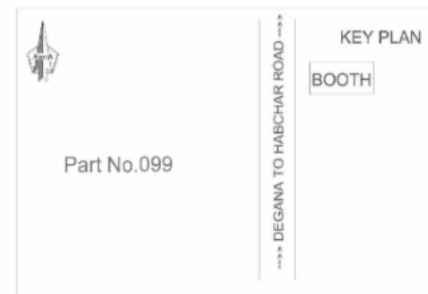 KEY PLAN
BOOTH
Part No.099
<-- DEGANA TO HABCHAR ROAD -->